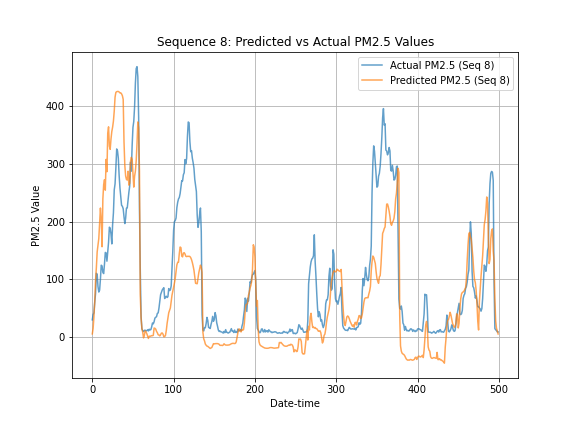 Sequence 8: Predicted vs Actual PM2.5 Values
Actual PM2.5 (Seq 8)
Predicted PM2.5 (Seq 8)
400
300
200
100
0
PM2.5 Value
0 100 200 300 400 500
Date-time